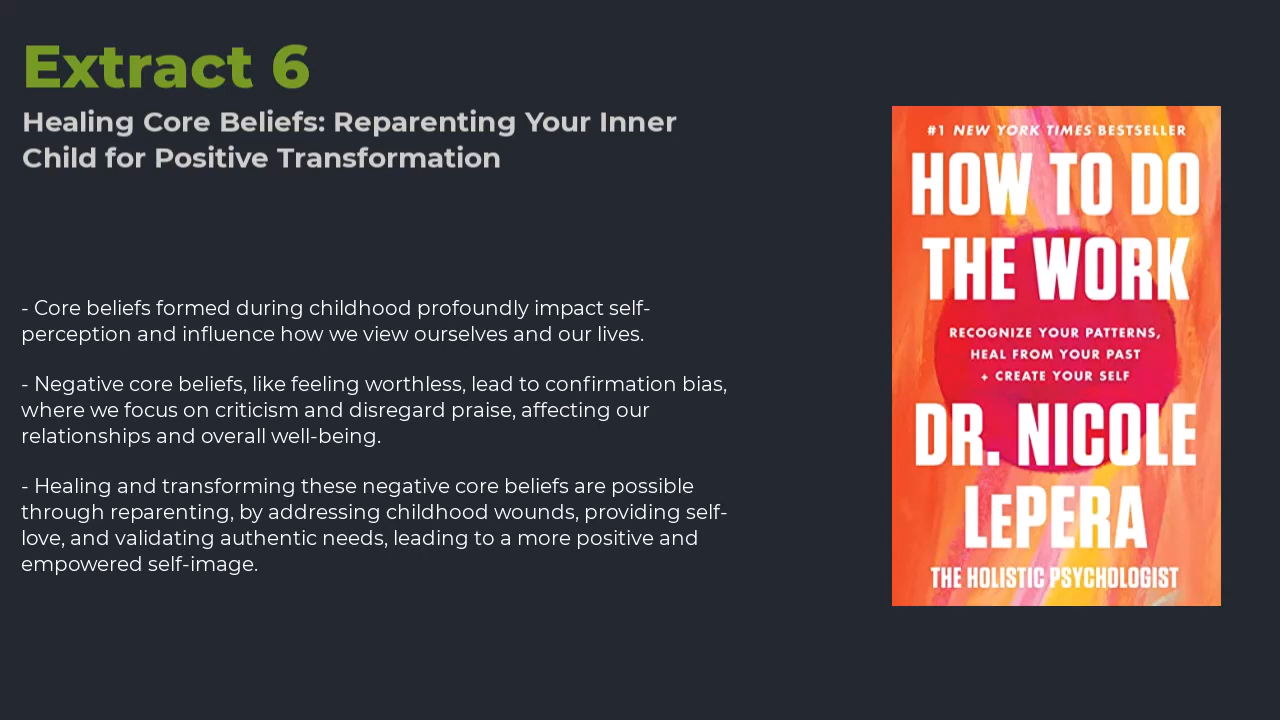 Extract 6
Healing Core Beliefs: Reparenting Your Inner
Child for Positive Transformation
- Core beliefs formed during childhood profoundly impact self-
perception and influence how we view ourselves and our lives.
- Negative core beliefs, like feeling worthless, lead to confirmation bias,
where we focus on criticism and disregard praise, affecting our
relationships and overall well-being.
- Healing and transforming these negative core beliefs are possible
through reparenting, by addressing childhood wounds, providing self-
love, and validating authentic needs, leading to a more positive and
empowered self-image.
#1 NEW YORK TIMES BESTSELLER
HOW TO DO
THE WORK
RECOGNIZE YOUR PATTERNS,
HEAL FROM YOUR PAST
+ CREATE YOUR SELF
DR. NICOLE
LEPERA
THE HOLISTIC PSYCHOLOGIST